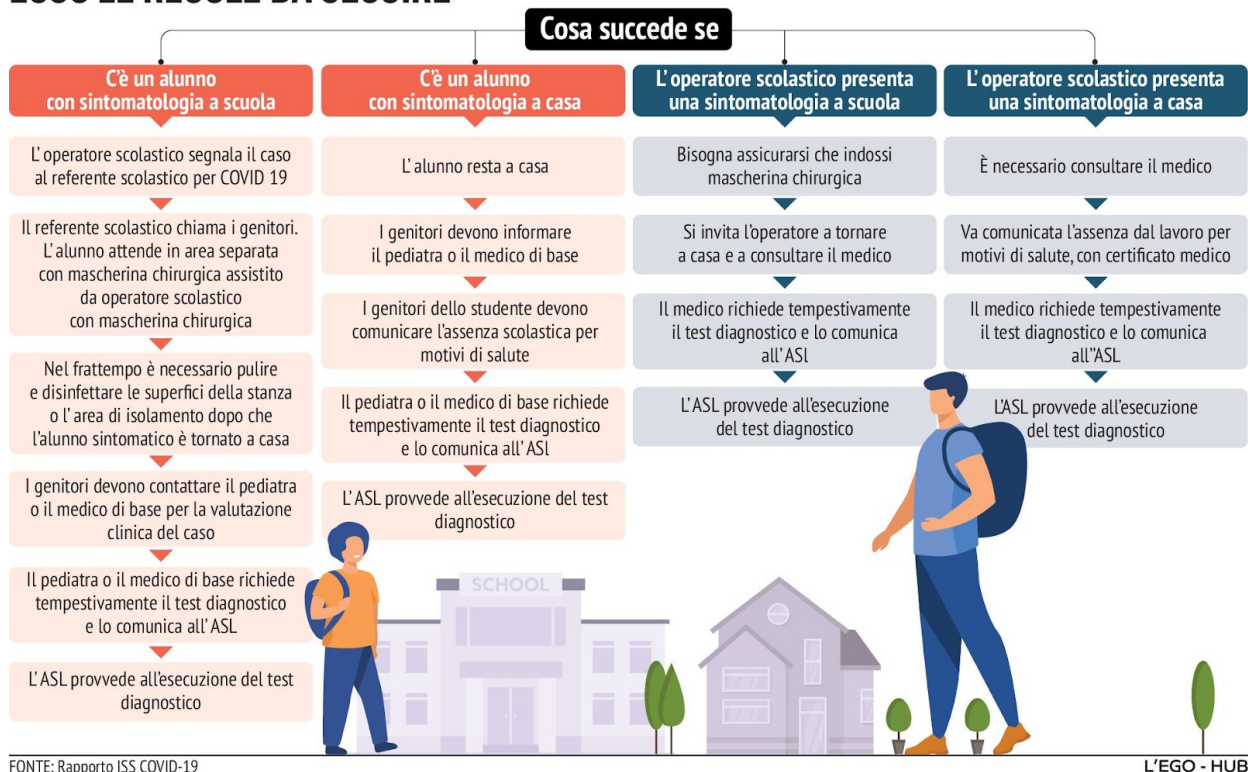 ECCO LE REGOLE DA SEGUIRE
Cosa succede se
C'è un alunno
con sintomatologia a scuola
L' operatore scolastico segnala il caso
al referente scolastico per COVID 19
Il referente scolastico chiama i genitori.
L' alunno attende in area separata
con mascherina chirurgica assistito
da operatore scolastico
con mascherina chirurgica
Nel frattempo è necessario pulire
e disinfettare le superfici della stanza
o l' area di isolamento dopo che
l'alunno sintomatico è tornato a casa
I genitori devono contattare il pediatra
o il medico di base per la valutazione
clinica del caso
Il pediatra o il medico di base richiede
tempestivamente il test diagnostico
e lo comunica all' ASL
L' ASL provvede all'esecuzione del test
diagnostico
C'è un alunno
con sintomatologia a casa
L' alunno resta a casa
I genitori devono informare
il pediatra o il medico di base
I genitori dello studente devono
comunicare l'assenza scolastica per
motivi di salute
Il pediatra o il medico di base richiede
tempestivamente il test diagnostico
e lo comunica all' ASl
L' ASL provvede all'esecuzione del test
diagnostico
L' operatore scolastico presenta
una sintomatologia a scuola
Bisogna assicurarsi che indossi
mascherina chirurgica
Si invita l'operatore a tornare
a casa e a consultare il medico
Il medico richiede tempestivamente
il test diagnostico e lo comunica
all' ASl
L' ASL provvede all'esecuzione
del test diagnostico
L' operatore scolastico presenta
una sintomatologia a casa
È necessario consultare il medico
Va comunicata l'assenza dal lavoro per
motivi di salute, con certificato medico
Il medico richiede tempestivamente
il test diagnostico e lo comunica
all''ASL
L'ASL provvede all'esecuzione
del test diagnostico
SCHOOL
FONTE: Rapporto ISS COVID-19
L'EGO - HUB